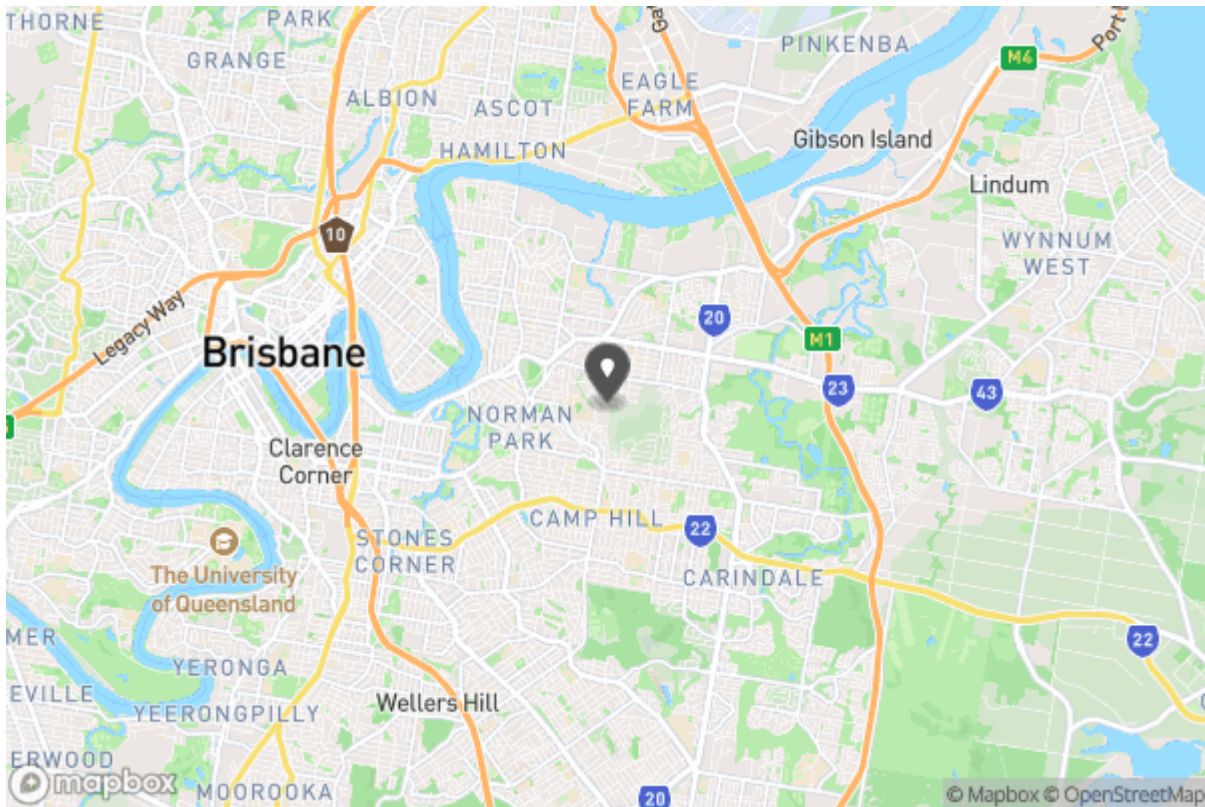 THORNE
PARK
GRANGE
ALBION
ASCOT
EAGLE
FARM
PINKENBA
M4
HAMILTON
Gibson Island
Lindum
WYNNUM
WEST
10
Legacy Way
20
Brisbane
M1
23
43
NORMAN
PARK
Clarence
Corner
CAMP HILL
22
STONES
CORNER
The University
of Queensland
CARINDALE
22
MER
YERONGA
EVILLE
Wellers Hill
YEERONGPILLY
ERWOOD
mapbox
MOOROOKA
20
© Mapbox © OpenStreetMap